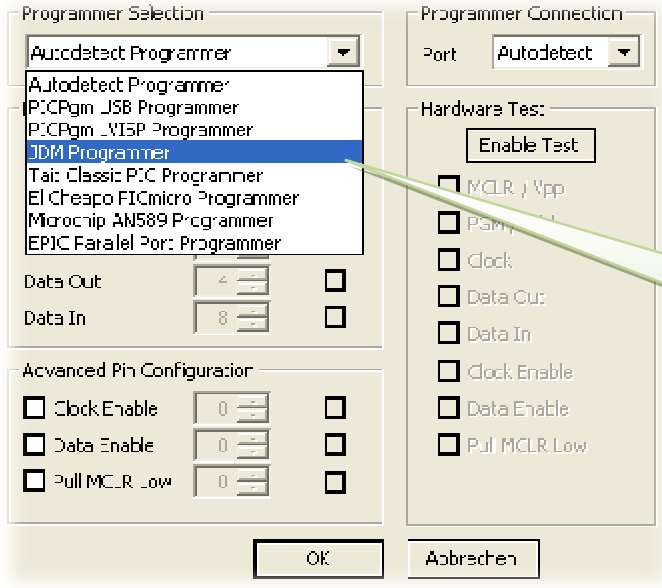 Programmer Selection
Autodetect Programmer
Autodetect Programmer
PICPgm USB Programmer
PICPgm LVISP Programmer
JDM Programmer
Tait Classic PIC Programmer
El Cheapo PICmicro Programmer
Microchip AN589 Programmer
EPIC Paralel Port Programmer
Data Out 4
Data In 8
Advanced Pin Configuration
Clock Enable 0
Data Enable 0
Pull MCLR Low 0
Programmer Connection
Port Autodetect
Hardware Test
Enable Test
MCLR / Vpp
PGM /
Clock
Data Out
Data In
Clock Enable
Data Enable
Pull MCLR Low
OK
Abbrechen